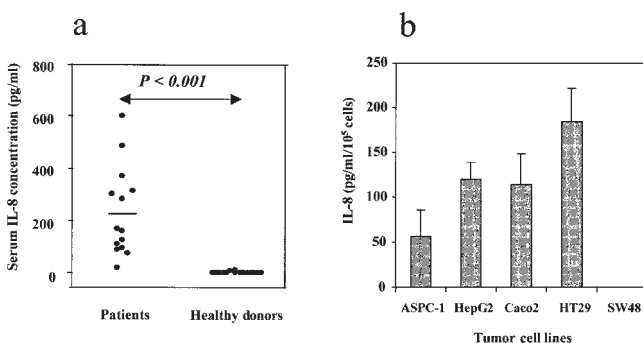 a
Serum IL-8 concentration (pg/ml)
800
600
400
200
0
P < 0.001
Patients Healthy donors
b
IL-8 (pg/ml/10⁵ cells)
250
200
150
100
50
0
ASPC-1 HepG2 Caco2 HT29 SW48
Tumor cell lines